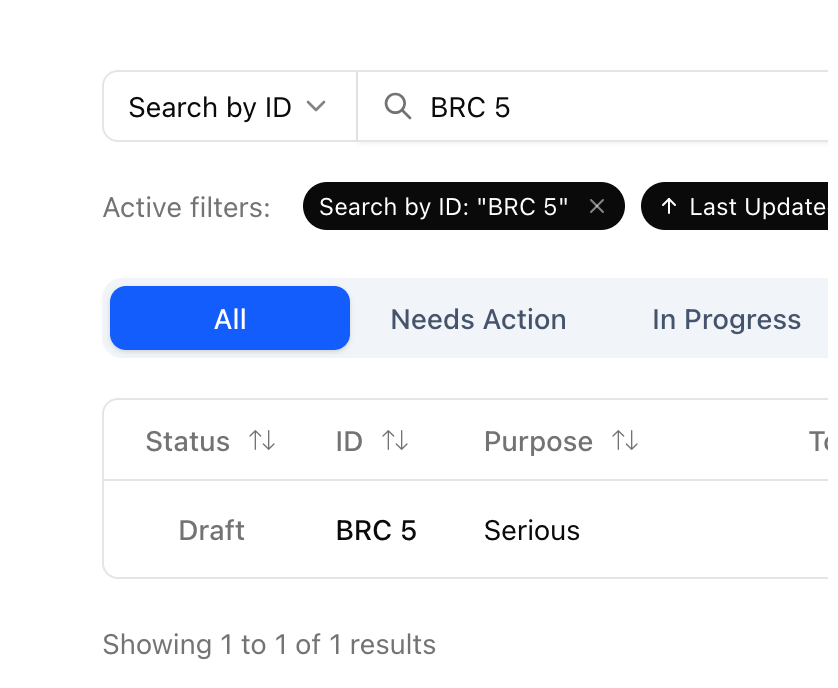 Search by ID BRC 5
Active filters: Search by ID: "BRC 5" × ↑ Last Update
All Needs Action In Progress
Status ↑↓ ID ↑↓ Purpose ↑↓
Draft BRC 5 Serious
Showing 1 to 1 of 1 results